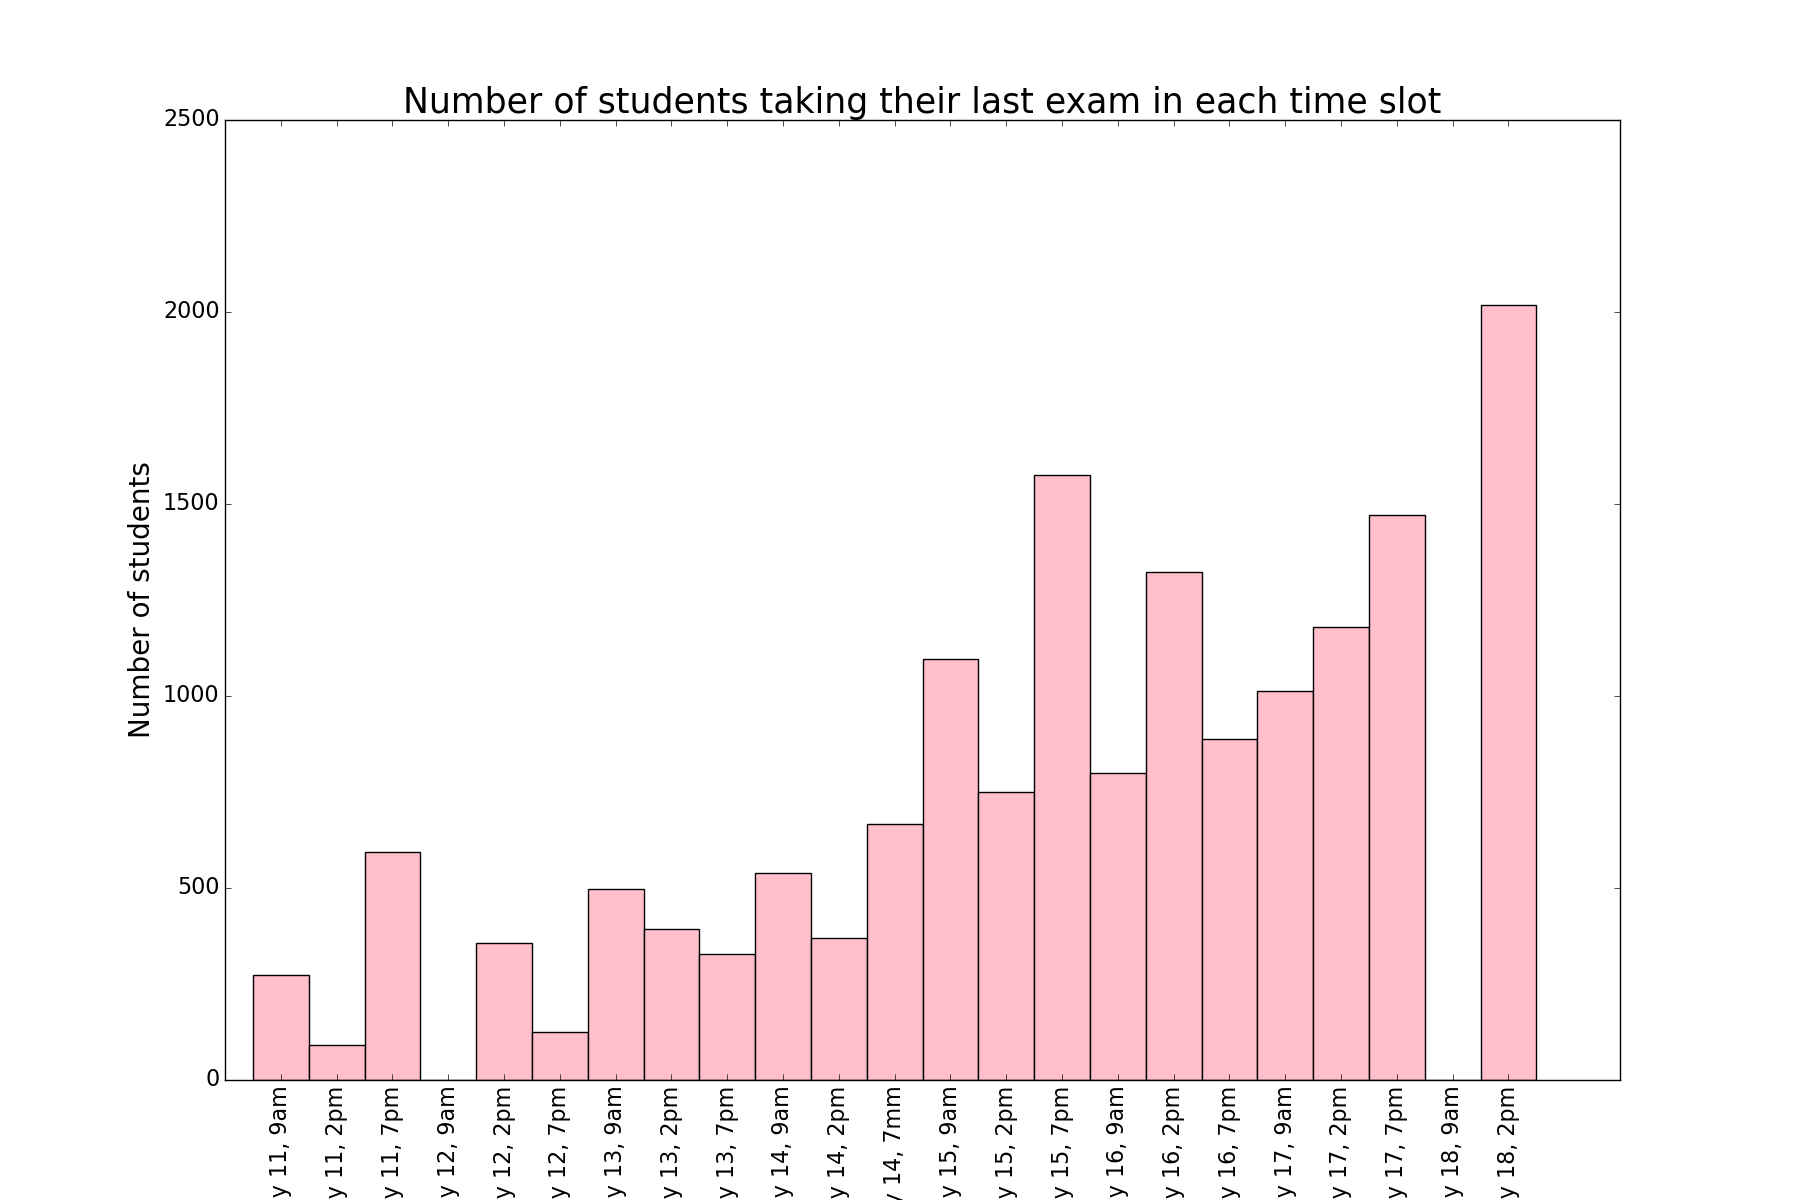 Number of students taking their last exam in each time slot
2500
2000
1500
1000
500
0
Number of students
y 11, 9am
y 11, 2pm
y 11, 7pm
y 12, 9am
y 12, 2pm
y 12, 7pm
y 13, 9am
y 13, 2pm
y 13, 7pm
y 14, 9am
y 14, 2pm
y 14, 7mm
y 15, 9am
y 15, 2pm
y 15, 7pm
y 16, 9am
y 16, 2pm
y 16, 7pm
y 17, 9am
y 17, 2pm
y 17, 7pm
y 18, 9am
y 18, 2pm